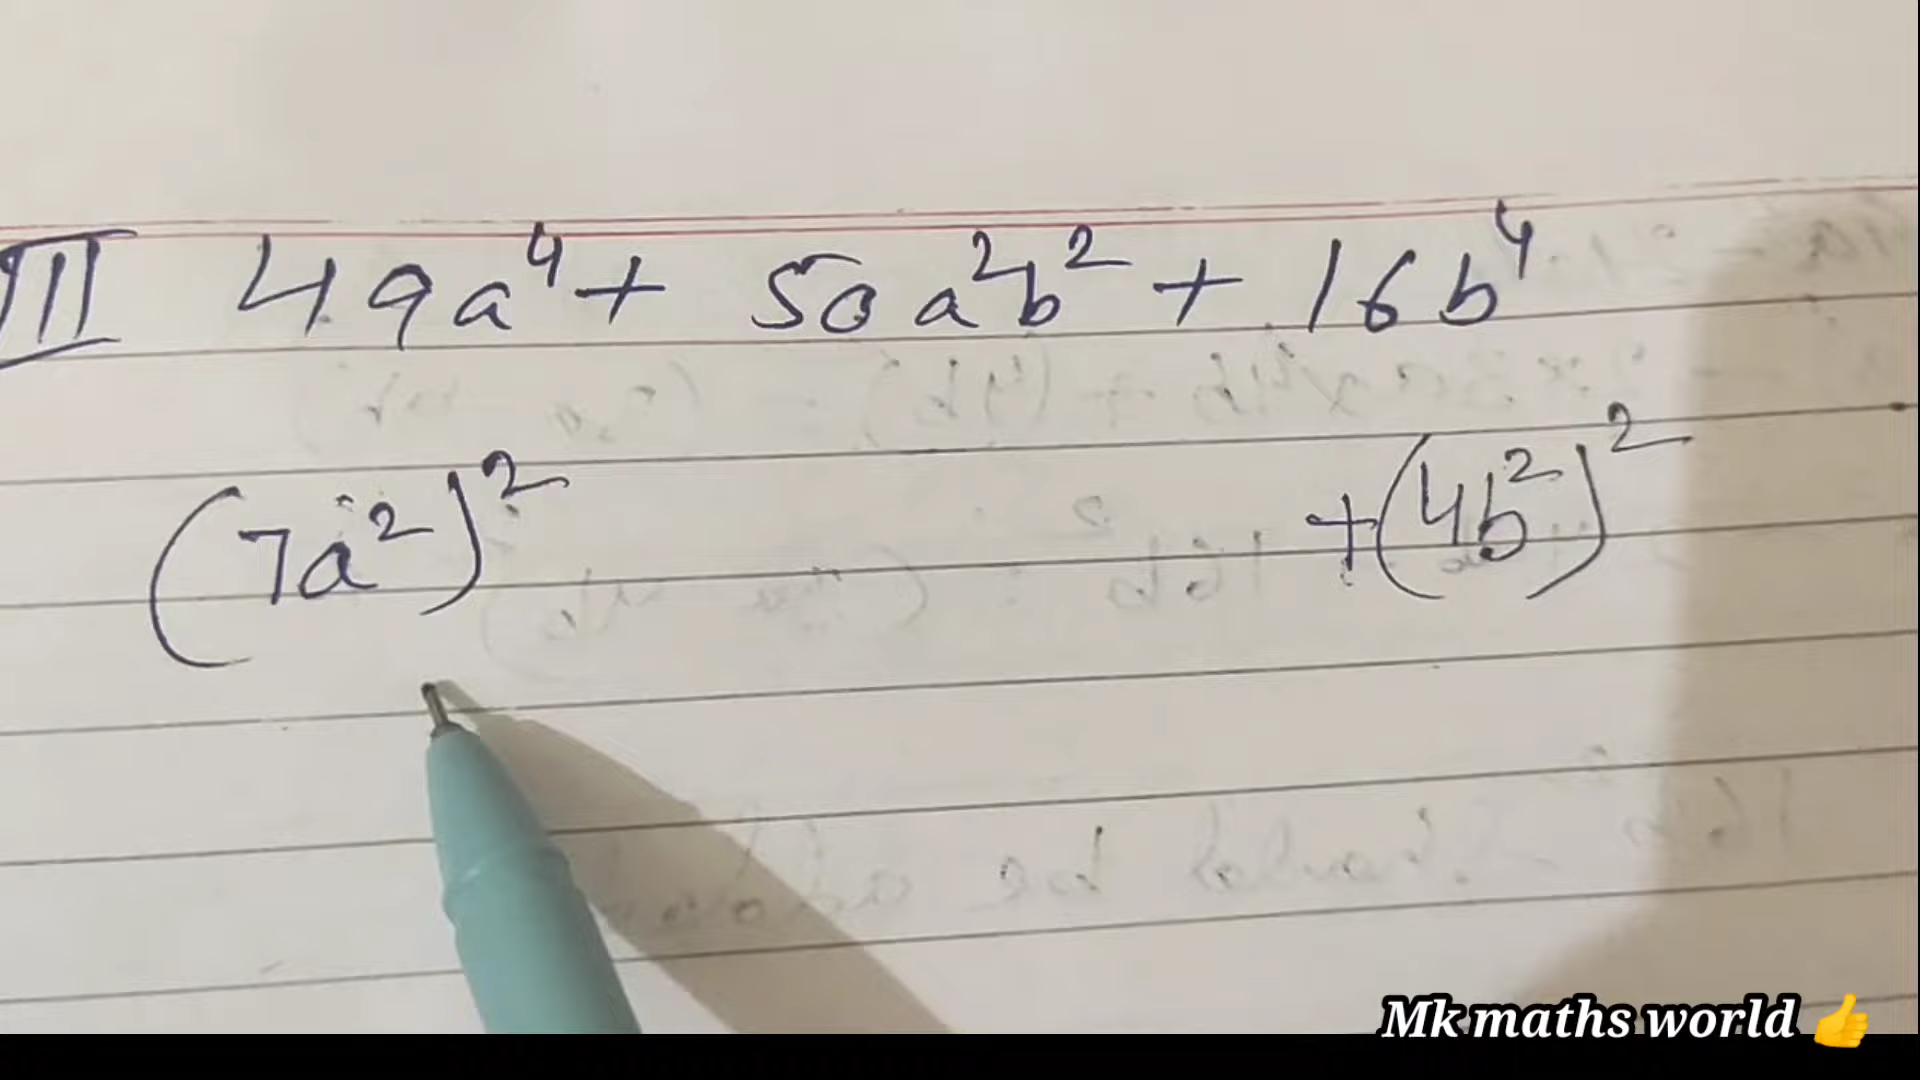 III 49a⁴ + 50a²b² + 16b⁴
(7a²)² + (4b²)²
Mk maths world 👍